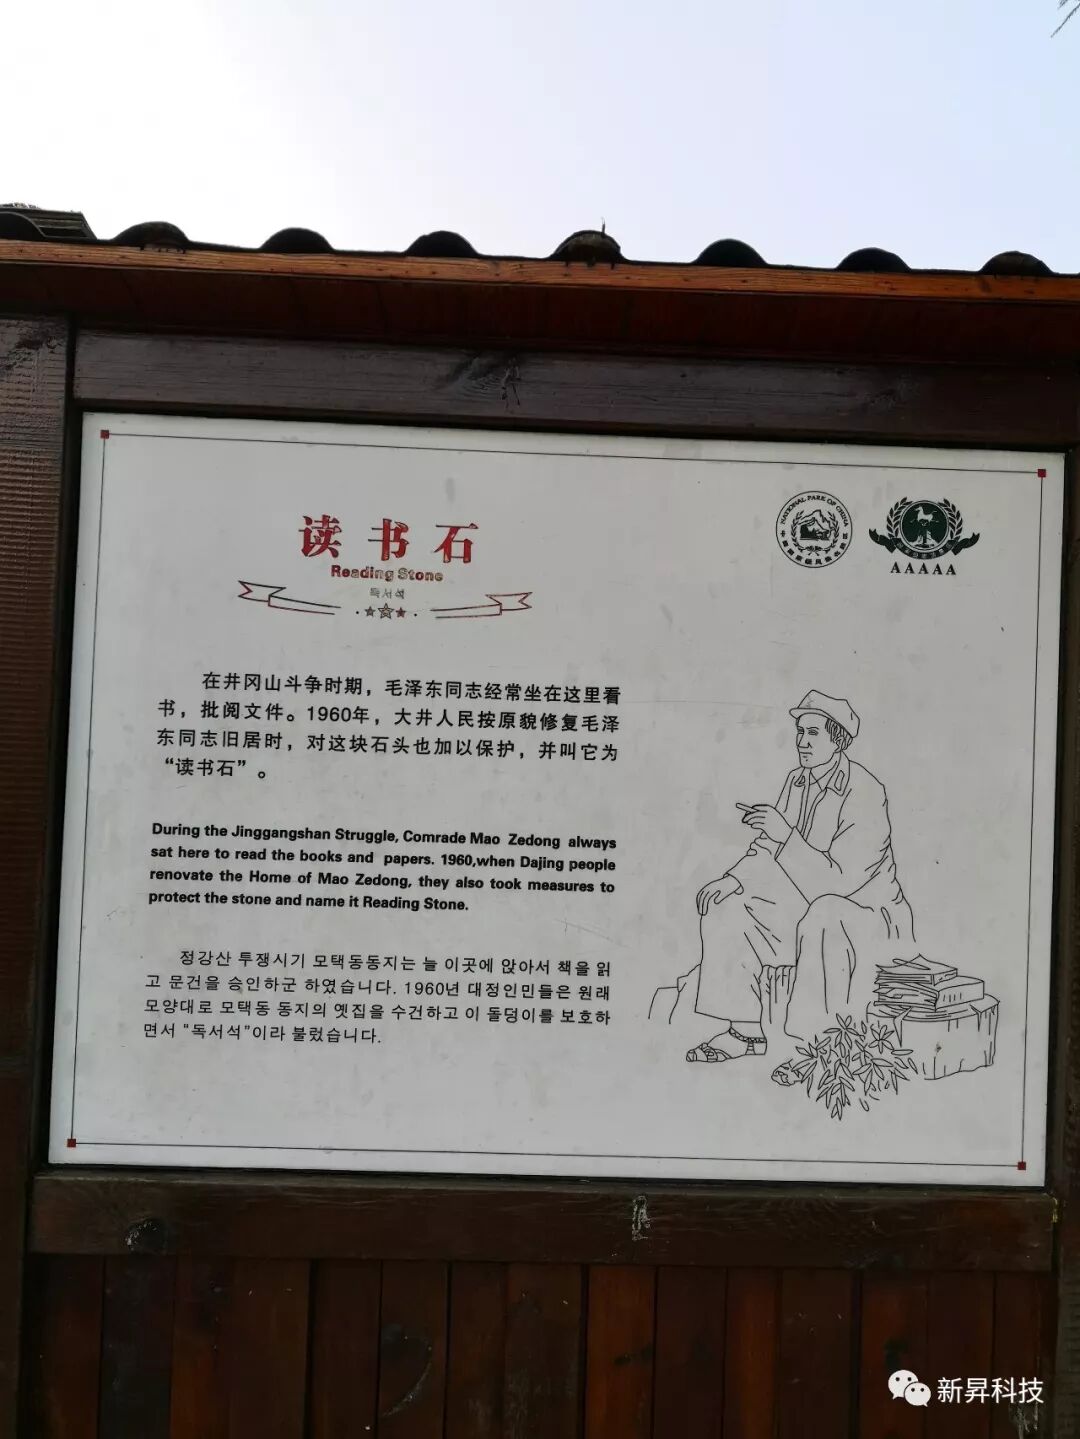 读书石
Reading Stone
독서석
NATIONAL PARK OF CHINA
AAAAA
在井冈山斗争时期，毛泽东同志经常坐在这里看
书，批阅文件。1960年，大井人民按原貌修复毛泽
东同志旧居时，对这块石头也加以保护，并叫它为
“读书石”。
During the Jinggangshan Struggle, Comrade Mao Zedong always
sat here to read the books and papers. 1960,when Dajing people
renovate the Home of Mao Zedong, they also took measures to
protect the stone and name it Reading Stone.
정강산 투쟁시기 모택동동지는 늘 이곳에 앉아서 책을 읽
고 문건을 승인하군 하였습니다. 1960년 대정인민들은 원래
모양대로 모택동 동지의 옛집을 수건하고 이 돌덩이를 보호하
면서 “독서석”이라 불렀습니다.
新昇科技